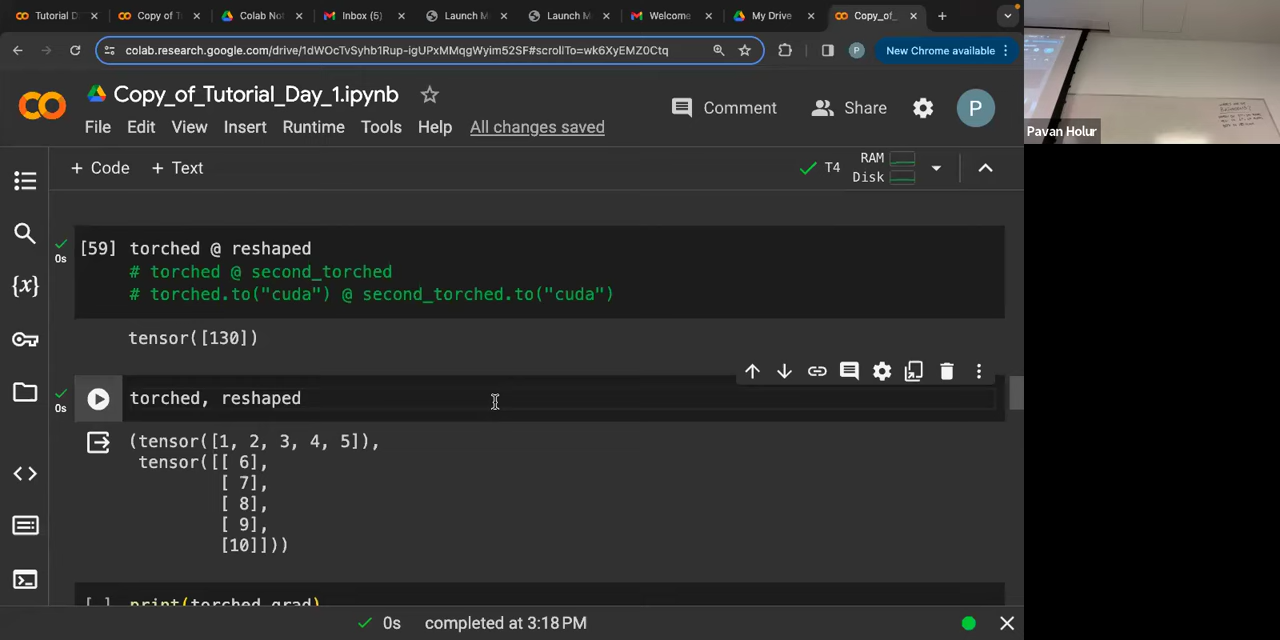 Tutorial D
Copy of T
Colab Not
Inbox (5)
Launch M
Launch M
Welcome
My Drive
Copy_of_
colab.research.google.com/drive/1dWOcTvSyhb1Rup-igUPxMMqgWyim52SF#scrollTo=wk6XyEMZ0Ctq
P
New Chrome available
Copy_of_Tutorial_Day_1.ipynb
Comment
Share
P
File Edit View Insert Runtime Tools Help All changes saved
+ Code + Text
T4
RAM
Disk
[59] torched @ reshaped
0s
# torched @ second_torched
# torched.to("cuda") @ second_torched.to("cuda")
tensor([130])
torched, reshaped
0s
(tensor([1, 2, 3, 4, 5]),
tensor([[ 6],
[ 7],
[ 8],
[ 9],
[10]]))
{x}
[ ] print(torched.grad)
0s completed at 3:18 PM
Pavan Holur